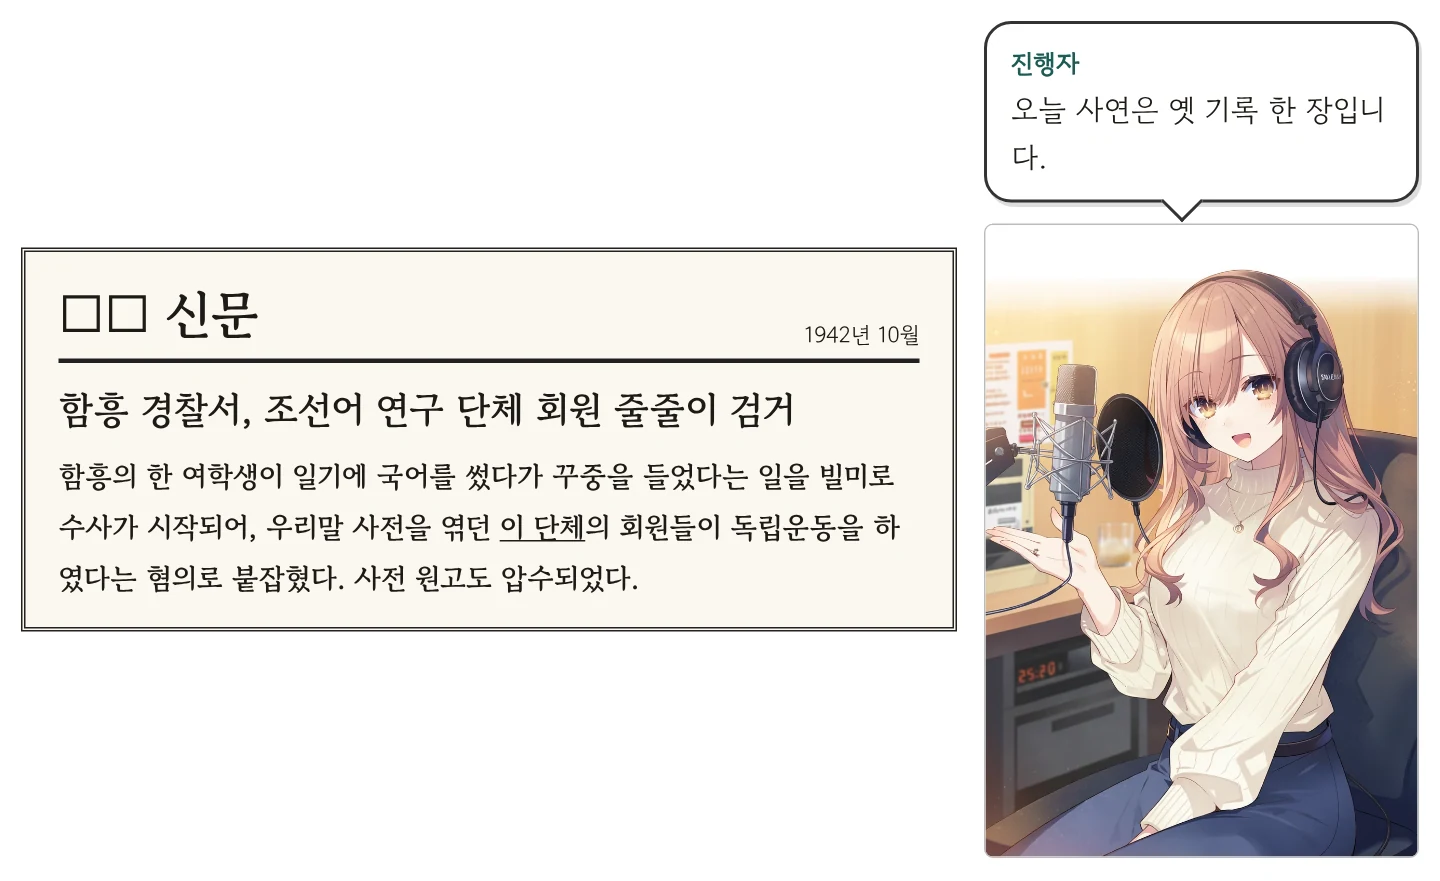 진행자
오늘 사연은 옛 기록 한 장입니
다.
□□ 신문
1942년 10월
함흥 경찰서, 조선어 연구 단체 회원 줄줄이 검거
함흥의 한 여학생이 일기에 국어를 썼다가 꾸중을 들었다는 일을 빌미로
수사가 시작되어, 우리말 사전을 엮던 이 단체의 회원들이 독립운동을 하
였다는 혐의로 붙잡혔다. 사전 원고도 압수되었다.
25:20